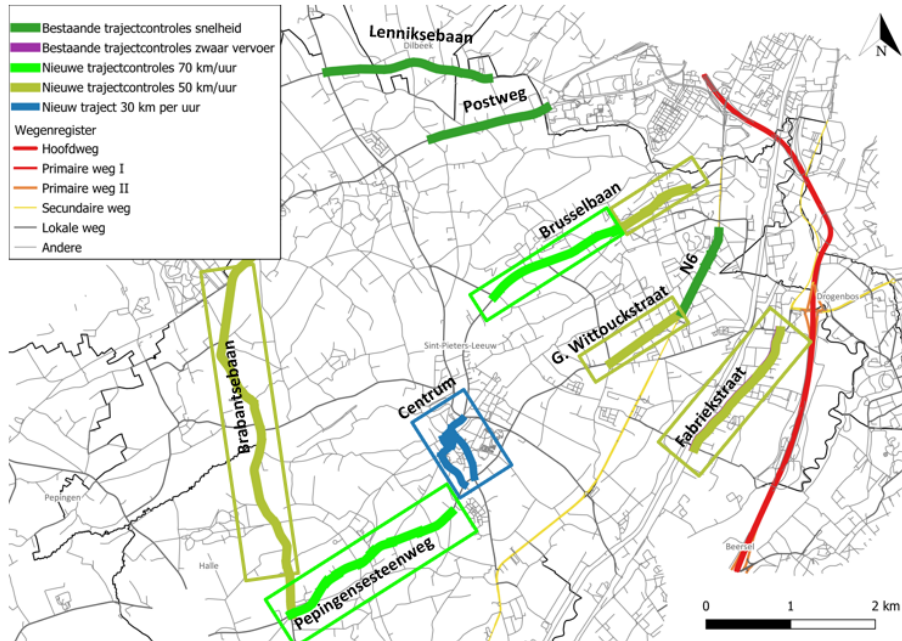 Bestaande trajectcontroles snelheid
Bestaande trajectcontroles zwaar vervoer
Nieuwe trajectcontroles 70 km/uur
Nieuwe trajectcontroles 50 km/uur
Nieuw traject 30 km per uur
Wegenregister
Hoofdweg
Primaire weg I
Primaire weg II
Secundaire weg
Lokale weg
Andere
Lenniksebaan
Dilbeek
N
Postweg
Brusselbaan
N6
Drogenbos
G. Wittouckstraat
Sint-Pieters-Leeuw
Brabantsebaan
Centrum
Fabriekstraat
Pepingen
Beersel
Halle
Pepingensesteenweg
0 1 2 km